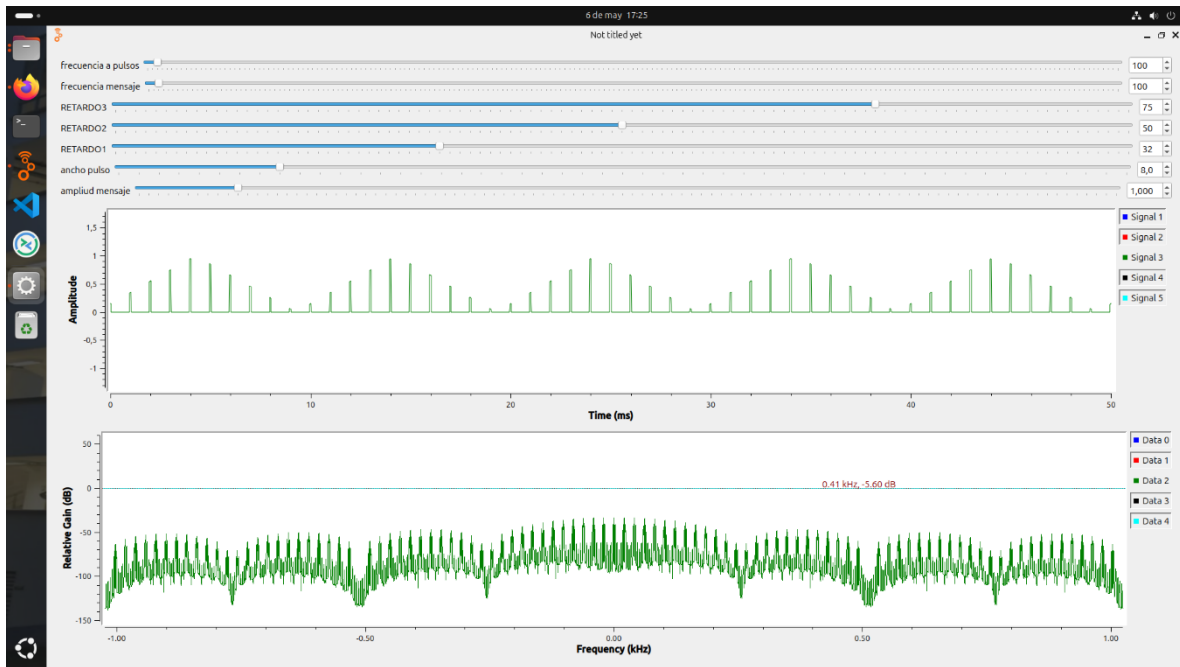 6 de may 17:25
Not titled yet
frecuencia a pulsos 100
frecuencia mensaje 100
RETARDO3 75
RETARDO2 50
RETARDO1 32
ancho pulso 8,0
ampliud mensaje 1,000
Signal 1
Signal 2
Signal 3
Signal 4
Signal 5
Amplitude
1,5
1
0,5
0
-0,5
-1
0 10 20 30 40 50
Time (ms)
Data 0
Data 1
Data 2
Data 3
Data 4
Relative Gain (dB)
50
0
-50
-100
-150
0.41 kHz, -5.60 dB
-1.00 -0.50 0.00 0.50 1.00
Frequency (kHz)